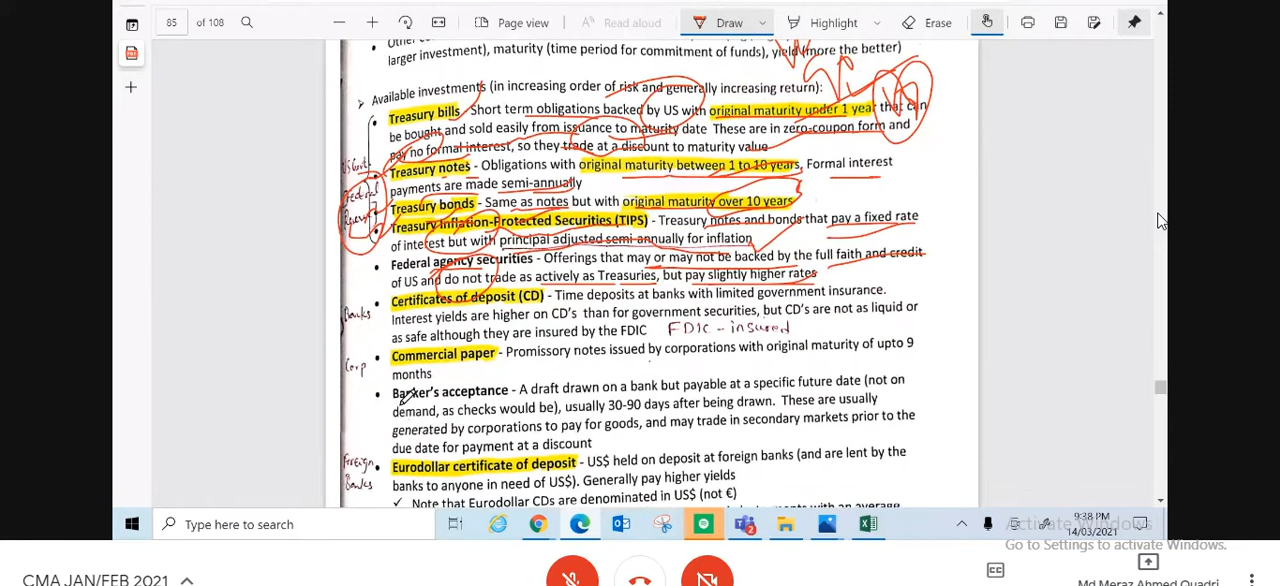 85 of 108 Page view Read aloud Draw Highlight Erase
larger investment), maturity (time period for commitment of funds), yield (more the better)
Available investments (in increasing order of risk and generally increasing return):
Treasury bills Short term obligations backed by US with original maturity under 1 year that can
be bought and sold easily from issuance to maturity date These are in zero-coupon form and
pay no formal interest, so they trade at a discount to maturity value
Treasury notes - Obligations with original maturity between 1 to 10 years, Formal interest
payments are made semi-annually
Treasury bonds - Same as notes but with original maturity over 10 years
Treasury Inflation-Protected Securities (TIPS) - Treasury notes and bonds that pay a fixed rate
of interest but with principal adjusted semi-annually for inflation
Federal agency securities - Offerings that may or may not be backed by the full faith and credit
of US and do not trade as actively as Treasuries, but pay slightly higher rates
Certificates of deposit (CD) - Time deposits at banks with limited government insurance.
Banks
Interest yields are higher on CD's than for government securities, but CD's are not as liquid or
as safe although they are insured by the FDIC FDIC - insured
Commercial paper - Promissory notes issued by corporations with original maturity of upto 9
Corp
months
Banker's acceptance - A draft drawn on a bank but payable at a specific future date (not on
demand, as checks would be), usually 30-90 days after being drawn. These are usually
generated by corporations to pay for goods, and may trade in secondary markets prior to the
due date for payment at a discount
Foreign Eurodollar certificate of deposit - US$ held on deposit at foreign banks (and are lent by the
Banks banks to anyone in need of US$). Generally pay higher yields
✓ Note that Eurodollar CDs are denominated in US$ (not €)
Type here to search
9:38 PM
14/03/2021
Activate Windows
Go to Settings to activate Windows.
CMA JAN/FEB 2021
Md Meraz Ahmed Quadri